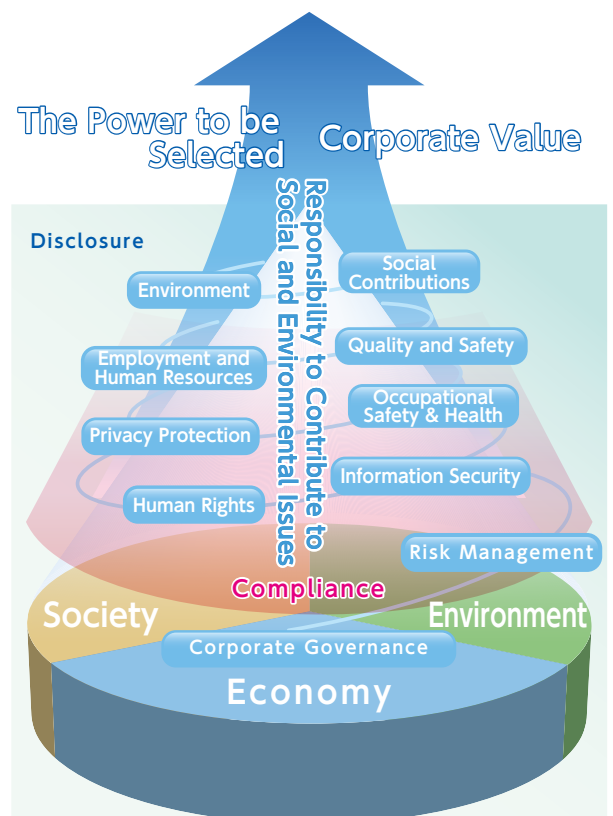 The Power to be
Selected
Corporate Value
Responsibility to Contribute to
Social and Environmental Issues
Disclosure
Environment
Social
Contributions
Employment and
Human Resources
Quality and Safety
Occupational
Safety & Health
Privacy Protection
Information Security
Human Rights
Risk Management
Compliance
Society
Environment
Corporate Governance
Economy